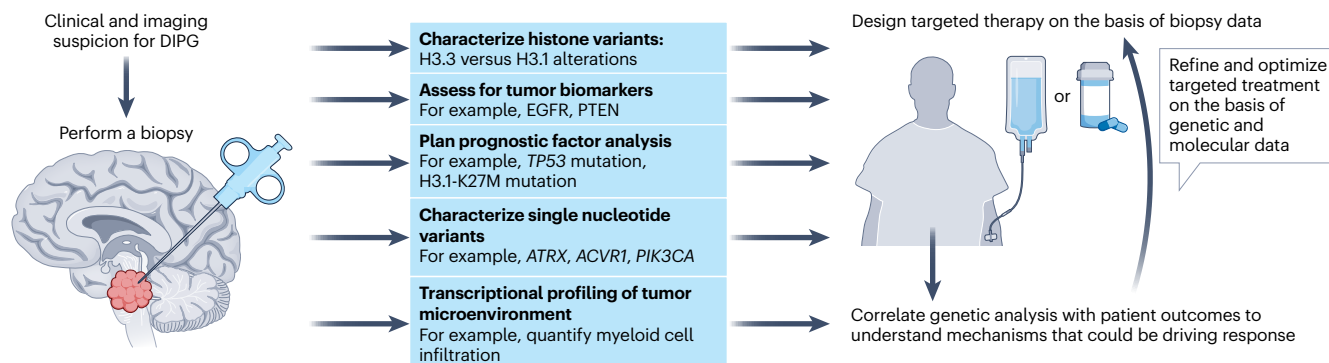 Clinical and imaging
suspicion for DIPG
Perform a biopsy
Characterize histone variants:
H3.3 versus H3.1 alterations
Assess for tumor biomarkers
For example, EGFR, PTEN
Plan prognostic factor analysis
For example, TP53 mutation,
H3.1-K27M mutation
Characterize single nucleotide
variants
For example, ATRX, ACVR1, PIK3CA
Transcriptional profiling of tumor
microenvironment
For example, quantify myeloid cell
infiltration
Design targeted therapy on the basis of biopsy data
or
Refine and optimize
targeted treatment
on the basis of
genetic and
molecular data
Correlate genetic analysis with patient outcomes to
understand mechanisms that could be driving response